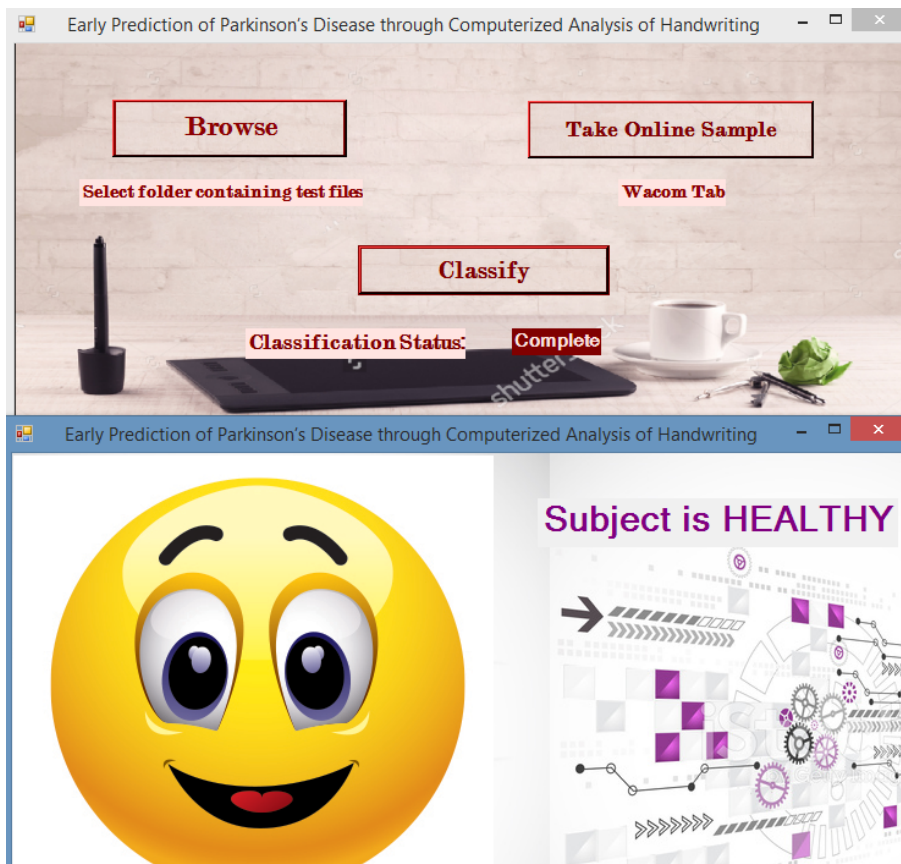 Early Prediction of Parkinson's Disease through Computerized Analysis of Handwriting
Browse
Take Online Sample
Select folder containing test files
Wacom Tab
Classify
Classification Status:
Complete
Early Prediction of Parkinson's Disease through Computerized Analysis of Handwriting
Subject is HEALTHY